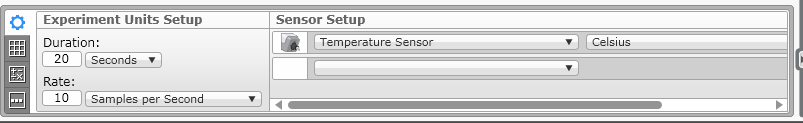 Experiment Units Setup
Duration:
20 Seconds
Rate:
10 Samples per Second
Sensor Setup
Temperature Sensor Celsius